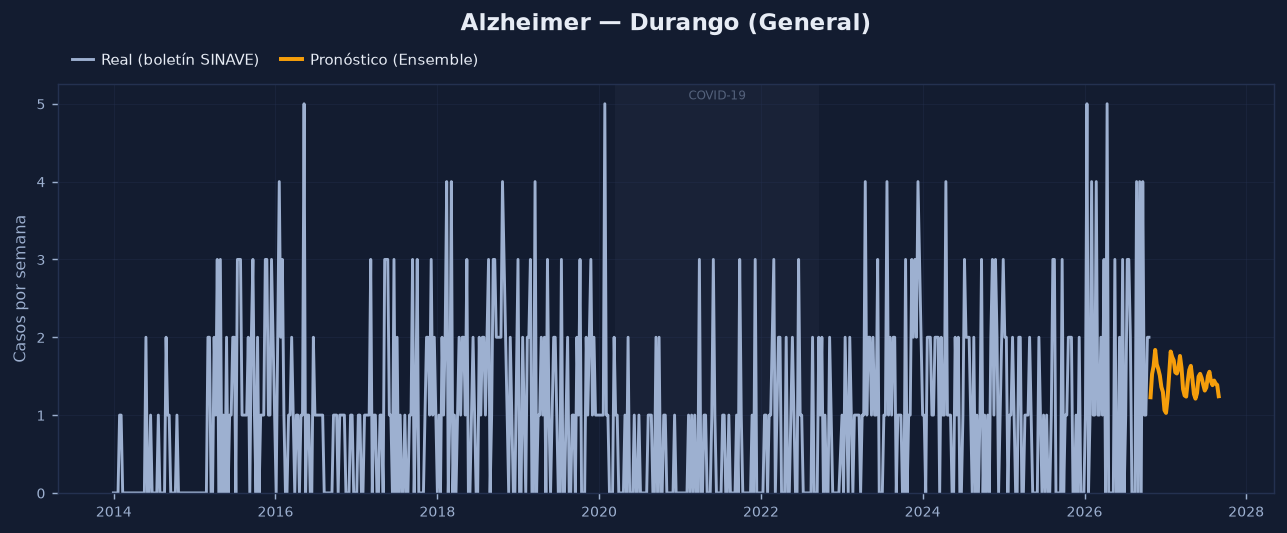 Alzheimer — Durango (General)
Real (boletín SINAVE)
Pronóstico (Ensemble)
COVID-19
Casos por semana
5
4
3
2
1
0
2014
2016
2018
2020
2022
2024
2026
2028